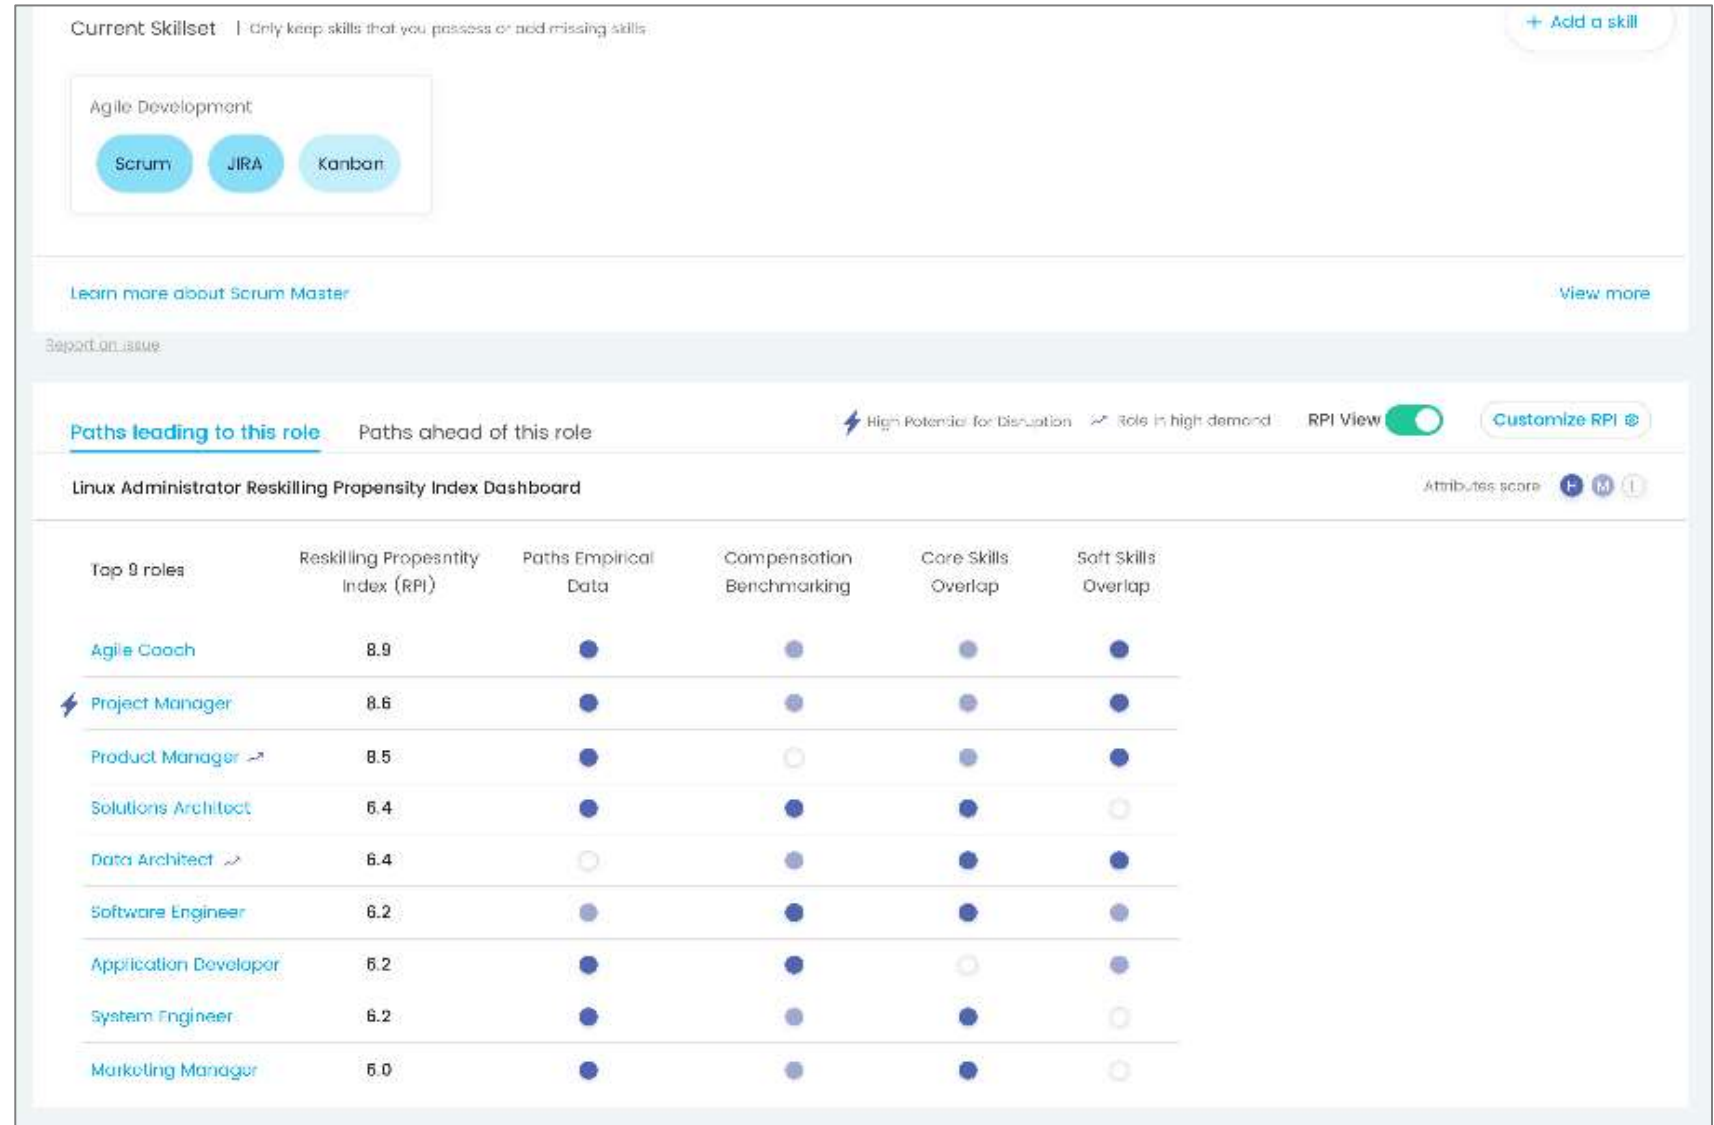 Current Skillset | Only keep skills that you possess or add missing skills
+ Add a skill
Agile Development
Scrum JIRA Kanban
Learn more about Scrum Master
View more
Report an issue
Paths leading to this role Paths ahead of this role High Potential for Disruption Role in high demand RPI View Customize RPI
Linux Administrator Reskilling Propensity Index Dashboard Attributes score H M L
Top 9 roles
Reskilling Propesntity Index (RPI)
Paths Empirical Data
Compensation Benchmarking
Core Skills Overlap
Soft Skills Overlap
Agile Coach 8.9
Project Manager 8.6
Product Manager 8.5
Solutions Architect 6.4
Data Architect 6.4
Software Engineer 6.2
Application Developer 6.2
System Engineer 6.2
Marketing Manager 6.0